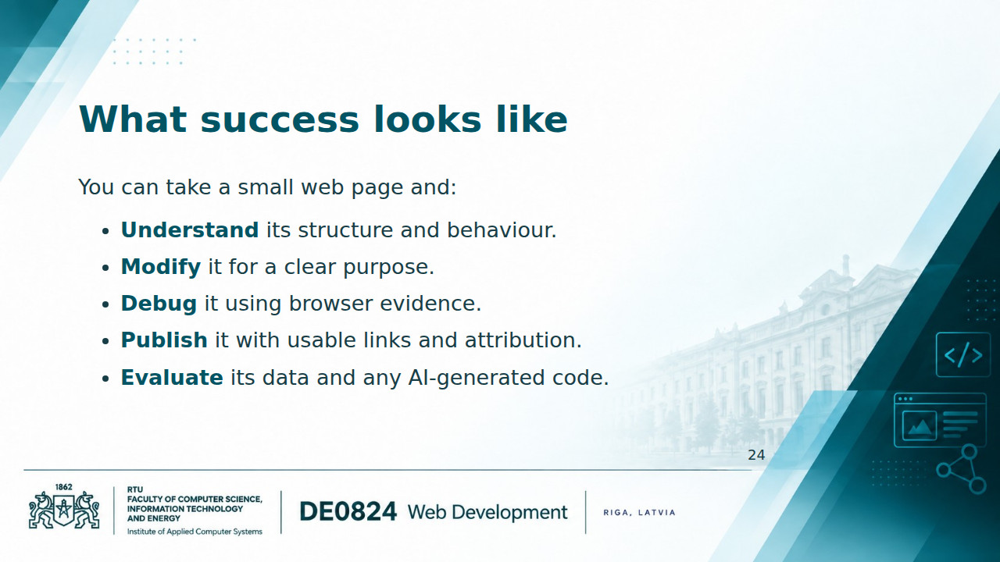 What success looks like
You can take a small web page and:
• Understand its structure and behaviour.
• Modify it for a clear purpose.
• Debug it using browser evidence.
• Publish it with usable links and attribution.
• Evaluate its data and any AI-generated code.
</>
24
1862
RTU
FACULTY OF COMPUTER SCIENCE,
INFORMATION TECHNOLOGY
AND ENERGY
Institute of Applied Computer Systems
DE0824 Web Development
RIGA, LATVIA